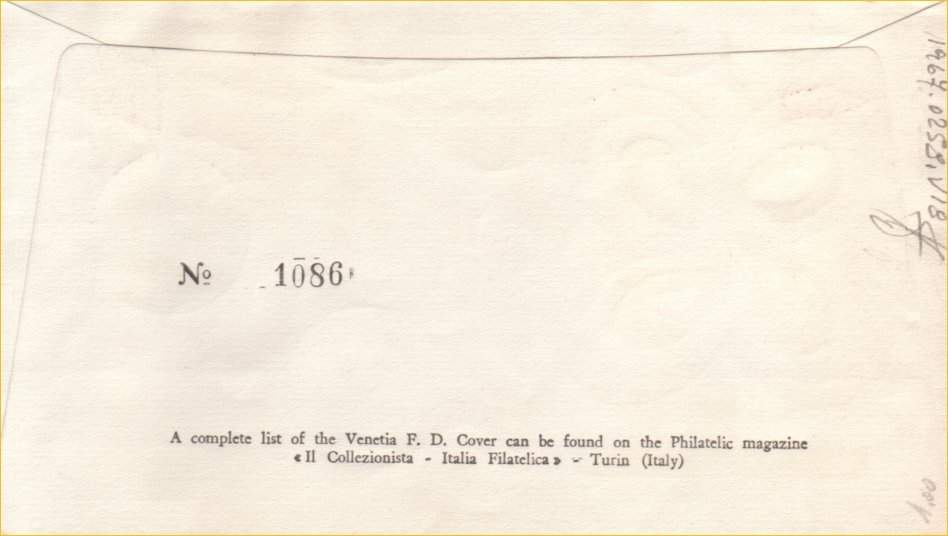 No 1086
A complete list of the Venetia F. D. Cover can be found on the Philatelic magazine
« Il Collezionista - Italia Filatelica » - Turin (Italy)